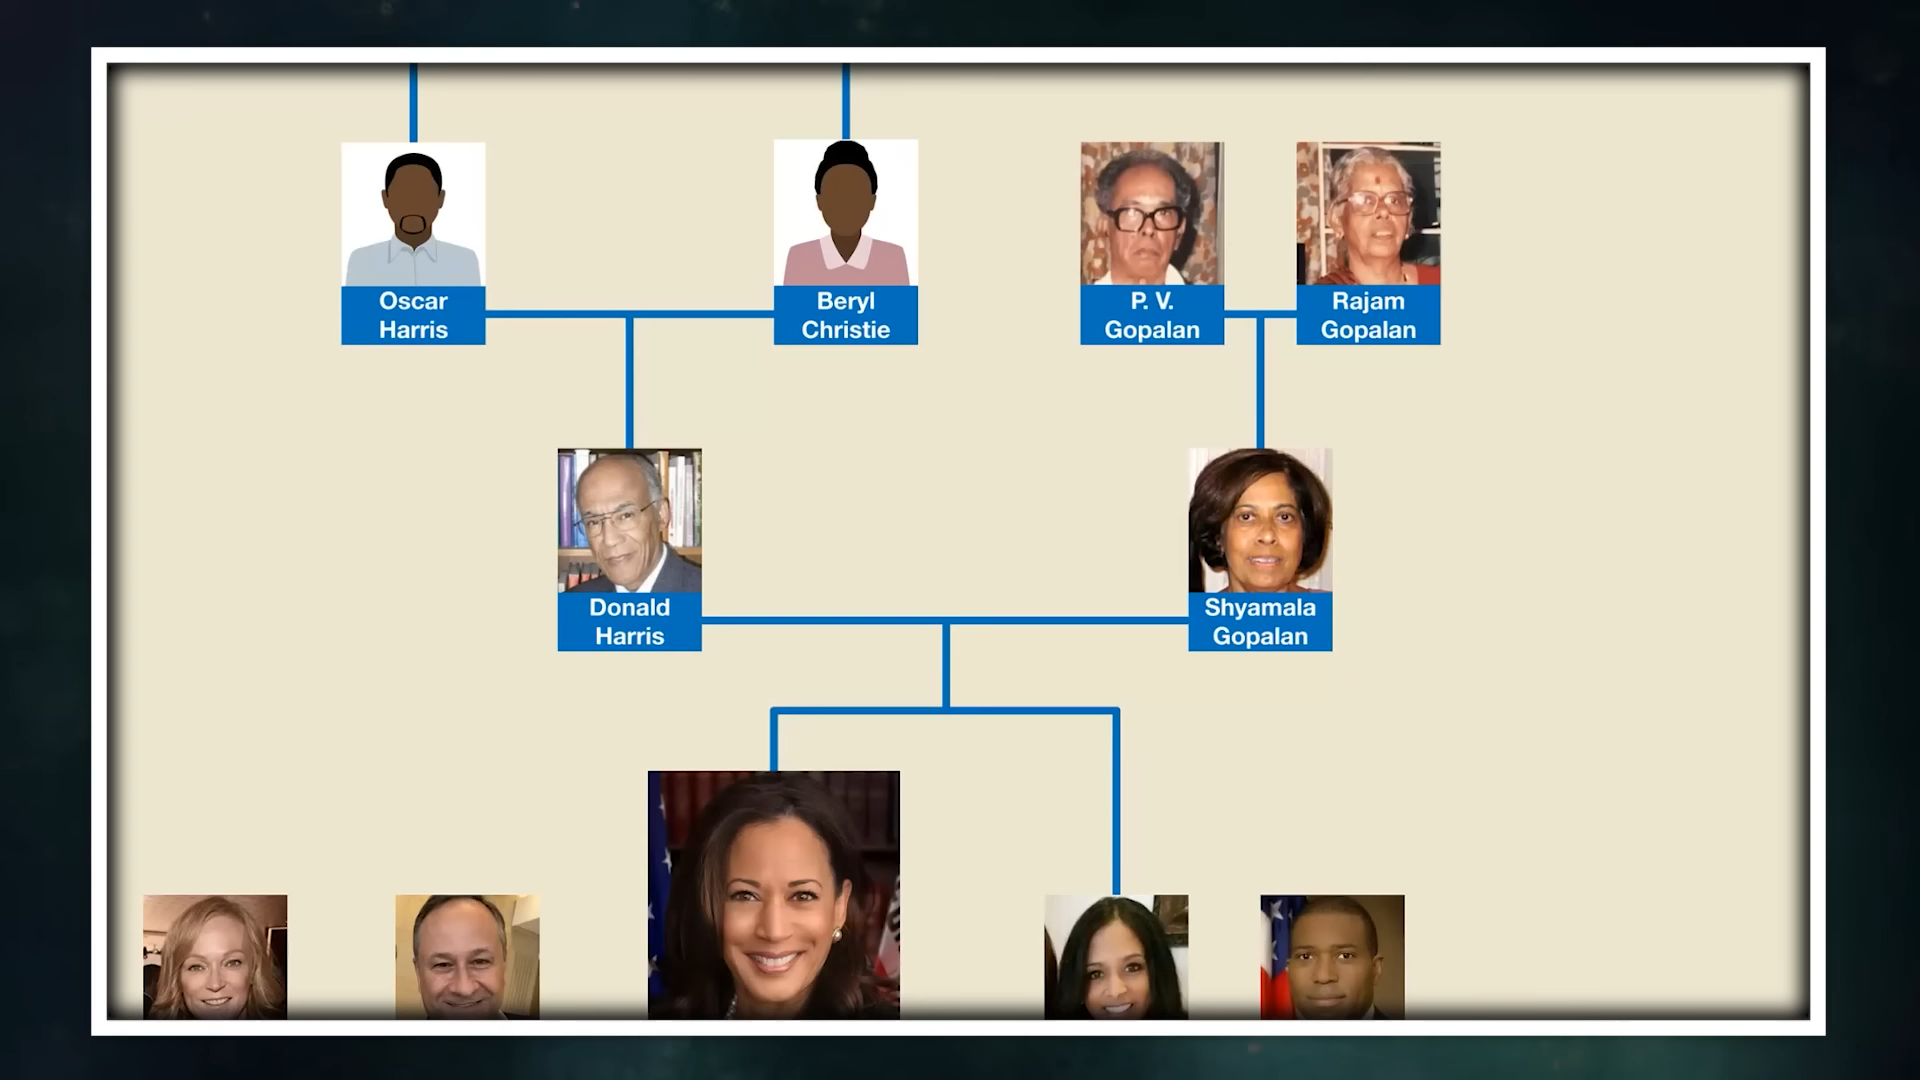 Oscar
Harris
Beryl
Christie
P. V.
Gopalan
Rajam
Gopalan
Donald
Harris
Shyamala
Gopalan